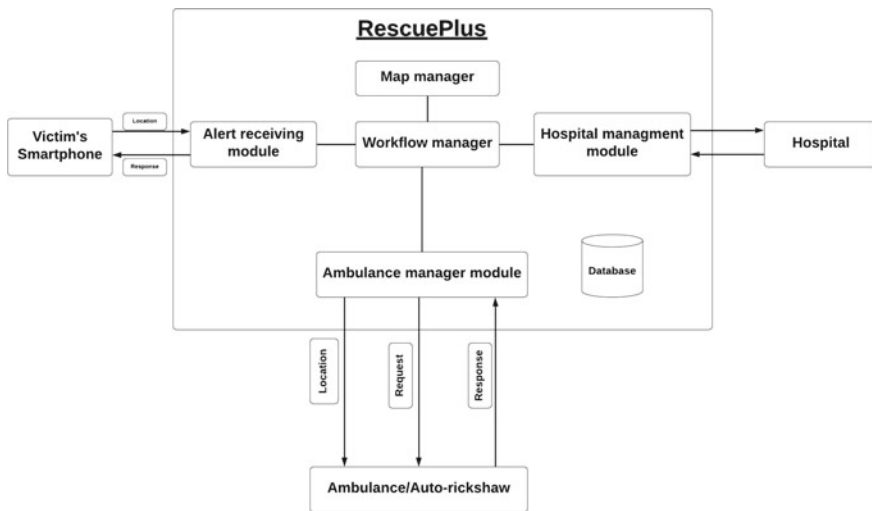 RescuePlus
Map manager
Location
Victim's
Smartphone
Alert receiving
module
Workflow manager
Hospital managment
module
Hospital
Response
Ambulance manager module
Database
Location
Request
Response
Ambulance/Auto-rickshaw